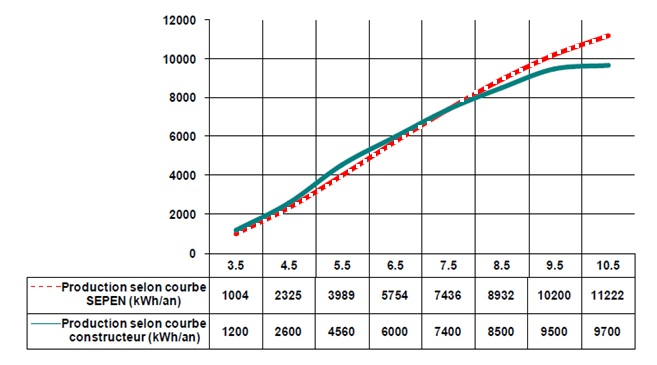 12000
10000
8000
6000
4000
2000
0
3.5 4.5 5.5 6.5 7.5 8.5 9.5 10.5
Production selon courbe
SEPEN (kWh/an) 1004 2325 3989 5754 7436 8932 10200 11222
Production selon courbe
constructeur (kWh/an) 1200 2600 4560 6000 7400 8500 9500 9700